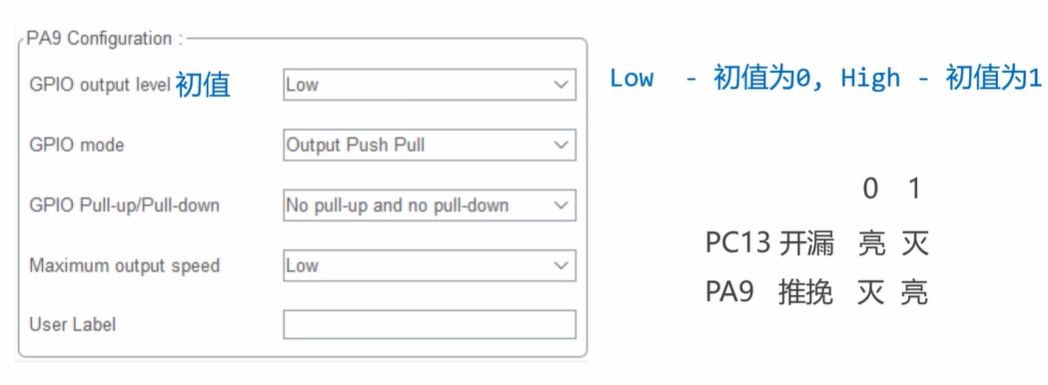 PA9 Configuration :
GPIO output level 初值 Low
Low - 初值为0, High - 初值为1
GPIO mode Output Push Pull
GPIO Pull-up/Pull-down No pull-up and no pull-down
Maximum output speed Low
User Label
0 1
PC13 开漏 亮 灭
PA9 推挽 灭 亮